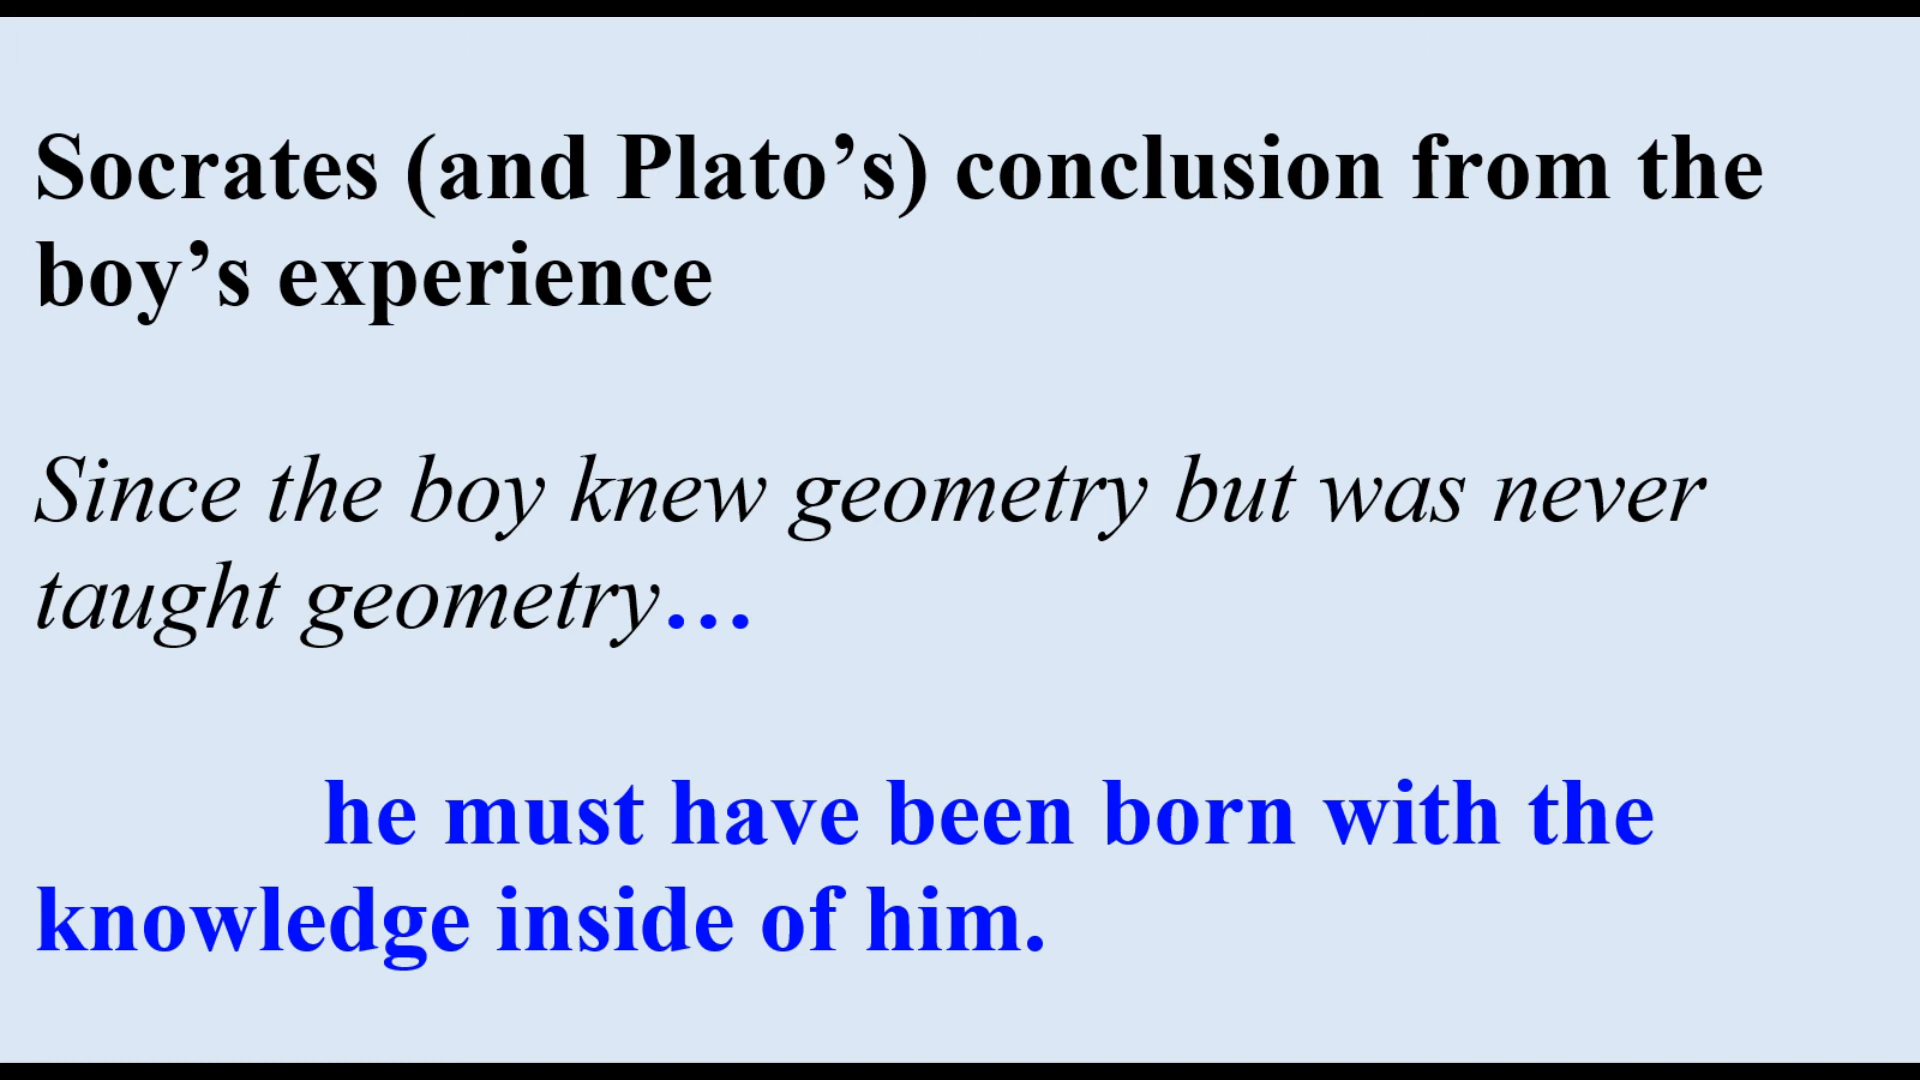 Socrates (and Plato’s) conclusion from the
boy’s experience
Since the boy knew geometry but was never
taught geometry…
he must have been born with the
knowledge inside of him.